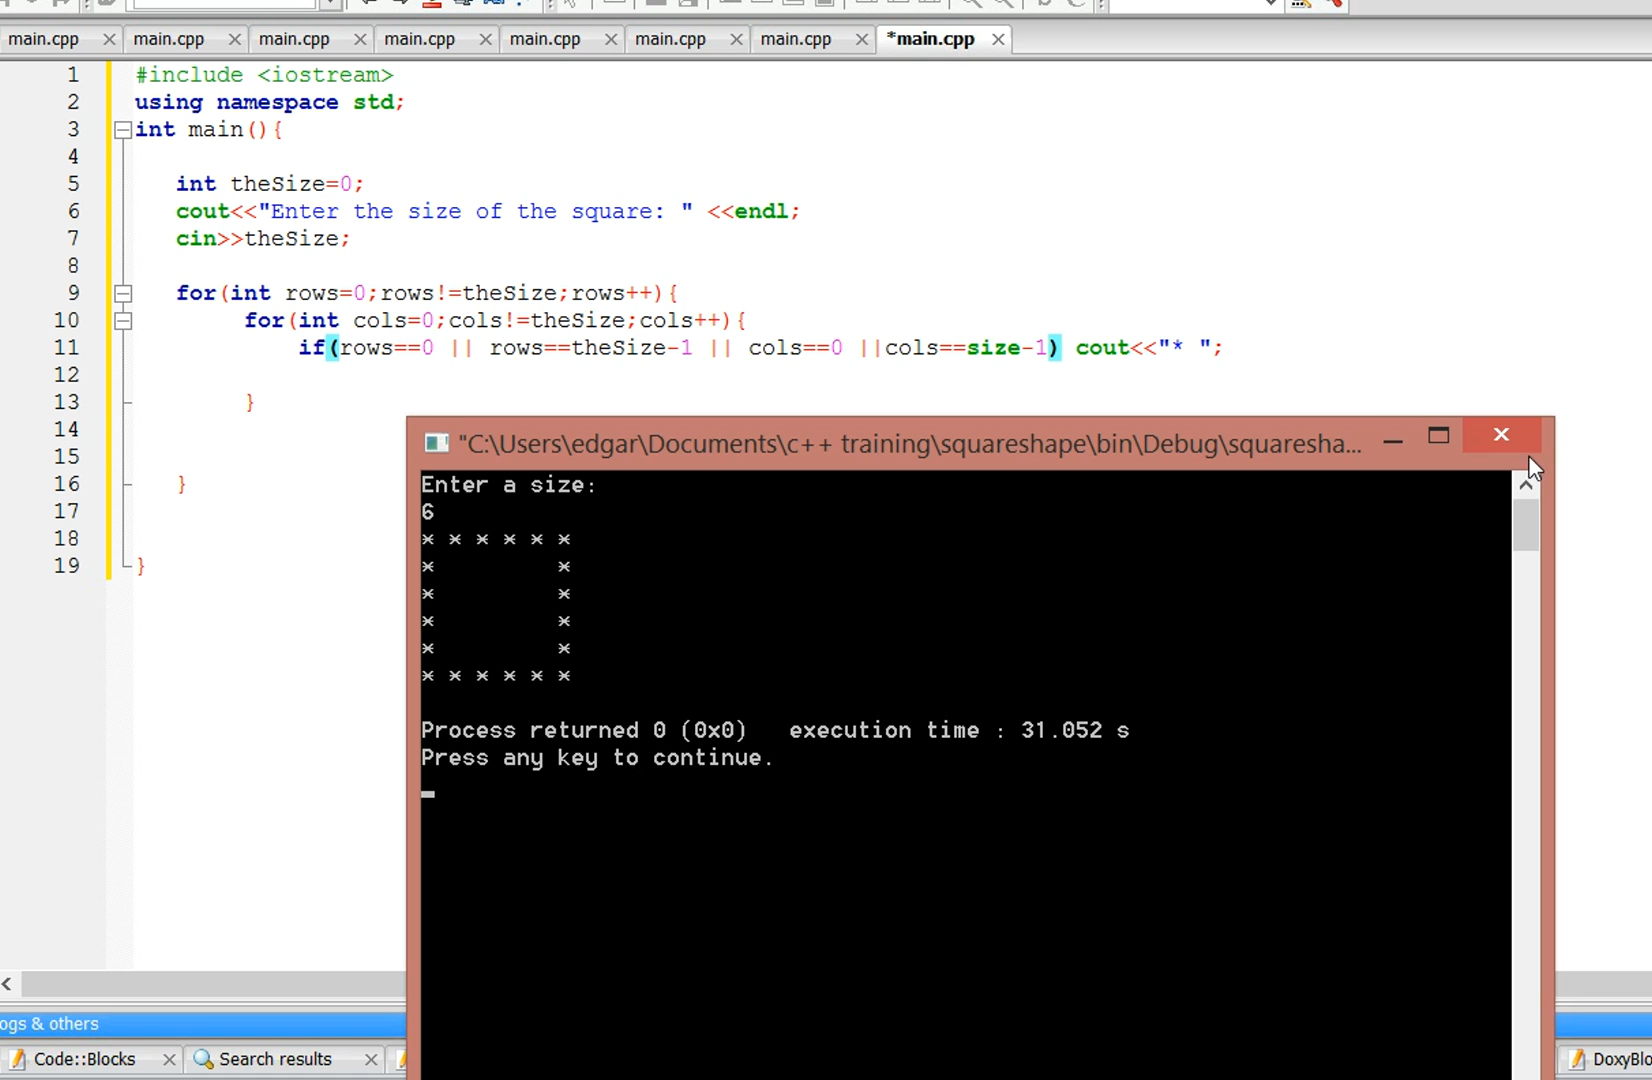 main.cpp main.cpp main.cpp main.cpp main.cpp main.cpp main.cpp *main.cpp
1 #include <iostream>
2 using namespace std;
3 int main(){
4
5 int theSize=0;
6 cout<<"Enter the size of the square: " <<endl;
7 cin>>theSize;
8
9 for(int rows=0;rows!=theSize;rows++){
10 for(int cols=0;cols!=theSize;cols++){
11 if(rows==0 || rows==theSize-1 || cols==0 ||cols==size-1) cout<<"* ";
12
13 }
14
15
16 }
17
18
19 }
"C:\Users\edgar\Documents\c++ training\squareshape\bin\Debug\squaresha...
Enter a size:
6
* * * * * *
*         *
*         *
*         *
*         *
* * * * * *
Process returned 0 (0x0)   execution time : 31.052 s
Press any key to continue.
ogs & others
Code::Blocks Search results DoxyBlo